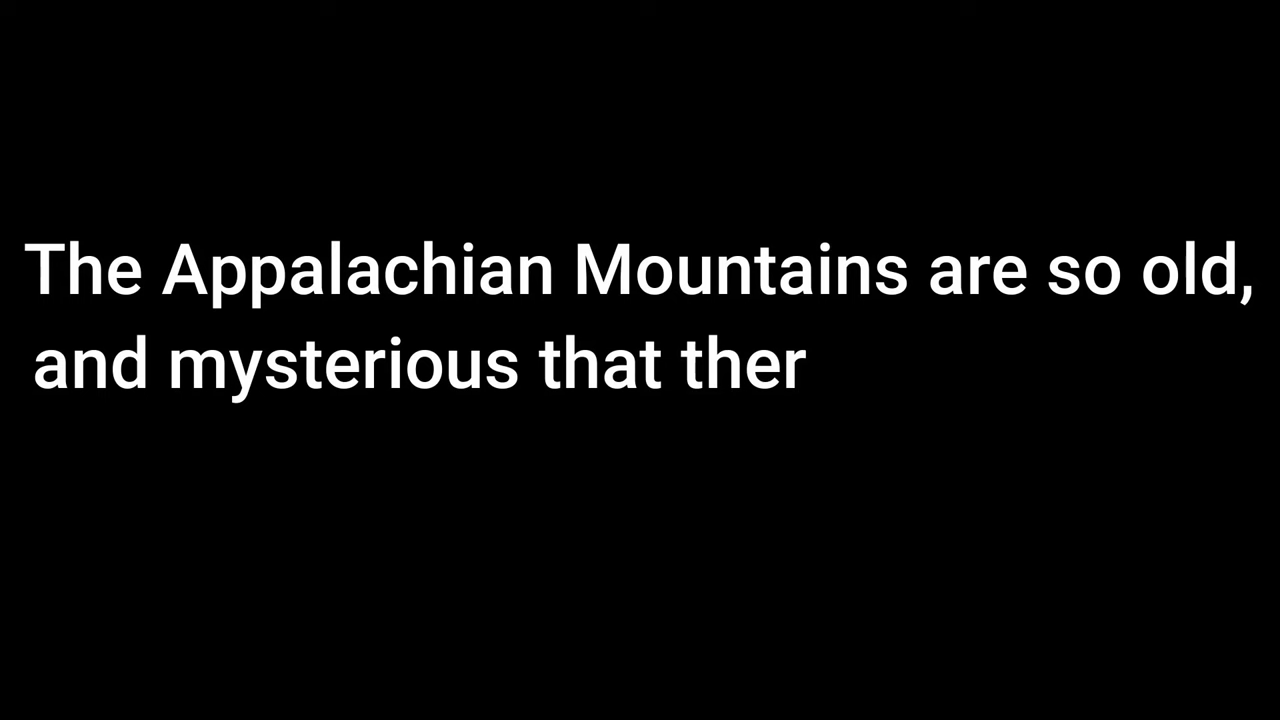 The Appalachian Mountains are so old,
and mysterious that ther